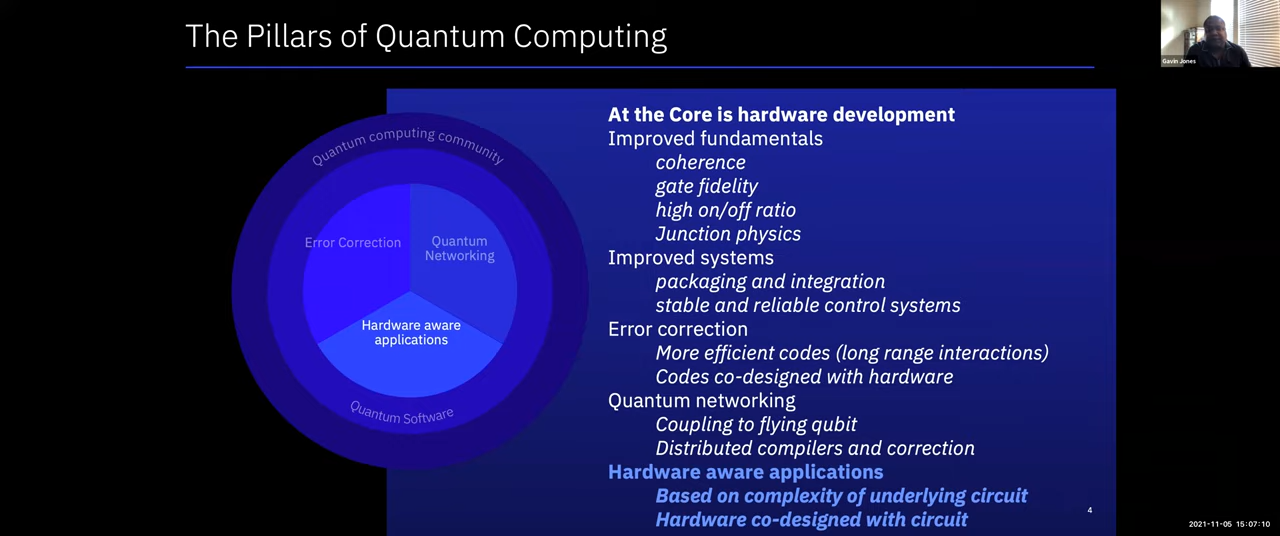 The Pillars of Quantum Computing
Gavin Jones
Quantum computing community
Error Correction
Quantum
Networking
Hardware aware
applications
Quantum Software
At the Core is hardware development
Improved fundamentals
coherence
gate fidelity
high on/off ratio
Junction physics
Improved systems
packaging and integration
stable and reliable control systems
Error correction
More efficient codes (long range interactions)
Codes co-designed with hardware
Quantum networking
Coupling to flying qubit
Distributed compilers and correction
Hardware aware applications
Based on complexity of underlying circuit
Hardware co-designed with circuit
4
2021-11-05 15:07:10